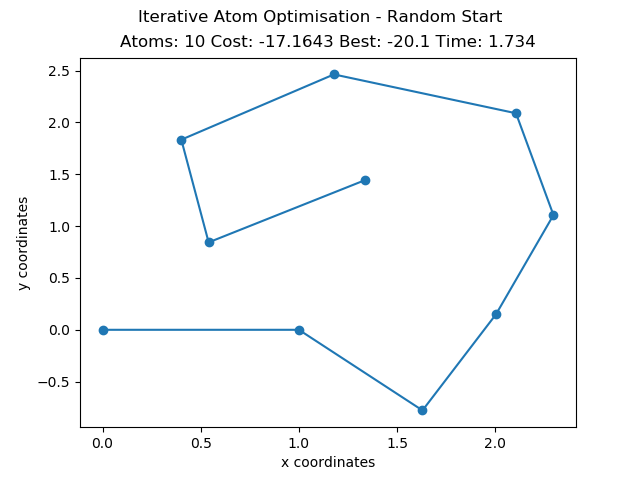 Iterative Atom Optimisation - Random Start
Atoms: 10 Cost: -17.1643 Best: -20.1 Time: 1.734
2.5
2.0
1.5
1.0
0.5
0.0
−0.5
y coordinates
0.0 0.5 1.0 1.5 2.0
x coordinates